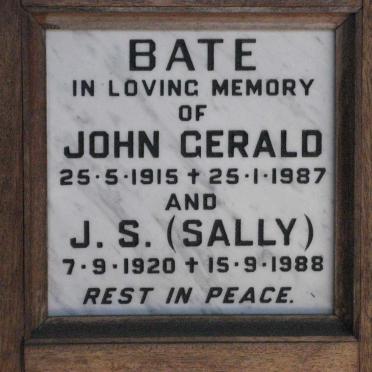 BATE
IN LOVING MEMORY
OF
JOHN GERALD
25·5·1915 ✝ 25·1·1987
AND
J. S. (SALLY)
7·9·1920 ✝ 15·9·1988
REST IN PEACE.